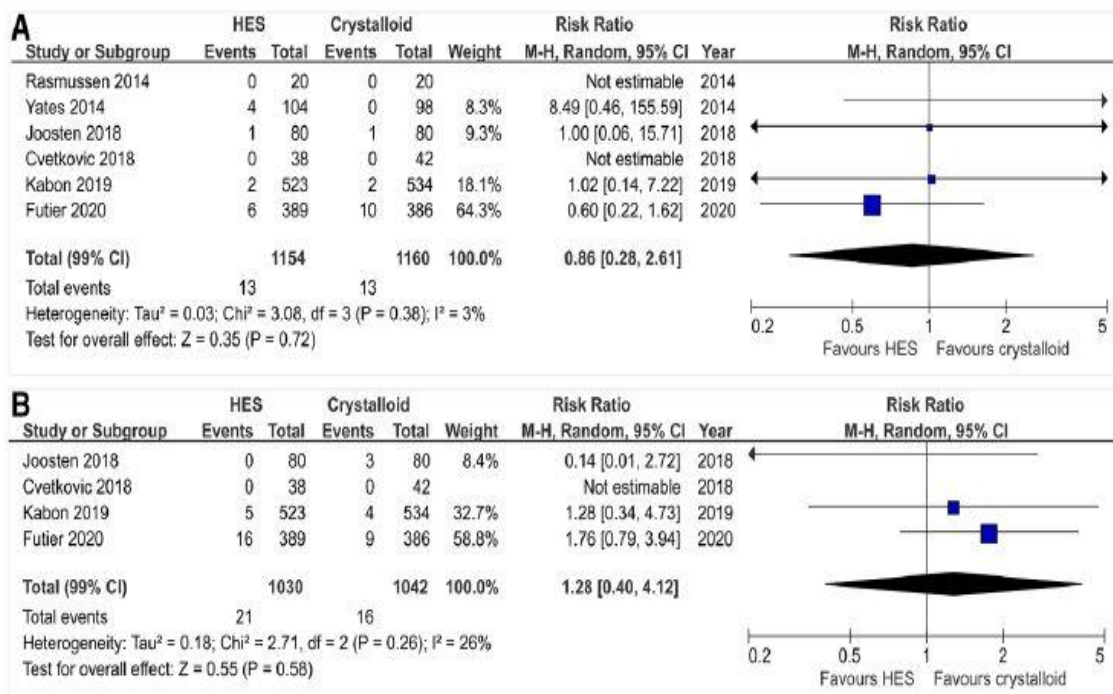 A
HES Crystalloid Risk Ratio Risk Ratio
Study or Subgroup Events Total Events Total Weight M-H, Random, 95% CI Year M-H, Random, 95% CI
Rasmussen 2014 0 20 0 20 Not estimable 2014
Yates 2014 4 104 0 98 8.3% 8.49 [0.46, 155.59] 2014
Joosten 2018 1 80 1 80 9.3% 1.00 [0.06, 15.71] 2018
Cvetkovic 2018 0 38 0 42 Not estimable 2018
Kabon 2019 2 523 2 534 18.1% 1.02 [0.14, 7.22] 2019
Futier 2020 6 389 10 386 64.3% 0.60 [0.22, 1.62] 2020
Total (99% CI) 1154 1160 100.0% 0.86 [0.28, 2.61]
Total events 13 13
Heterogeneity: Tau² = 0.03; Chi² = 3.08, df = 3 (P = 0.38); I² = 3%
Test for overall effect: Z = 0.35 (P = 0.72)
0.2 0.5 1 2 5
Favours HES Favours crystalloid
B
HES Crystalloid Risk Ratio Risk Ratio
Study or Subgroup Events Total Events Total Weight M-H, Random, 95% CI Year M-H, Random, 95% CI
Joosten 2018 0 80 3 80 8.4% 0.14 [0.01, 2.72] 2018
Cvetkovic 2018 0 38 0 42 Not estimable 2018
Kabon 2019 5 523 4 534 32.7% 1.28 [0.34, 4.73] 2019
Futier 2020 16 389 9 386 58.8% 1.76 [0.79, 3.94] 2020
Total (99% CI) 1030 1042 100.0% 1.28 [0.40, 4.12]
Total events 21 16
Heterogeneity: Tau² = 0.18; Chi² = 2.71, df = 2 (P = 0.26); I² = 26%
Test for overall effect: Z = 0.55 (P = 0.58)
0.2 0.5 1 2 5
Favours HES Favours crystalloid